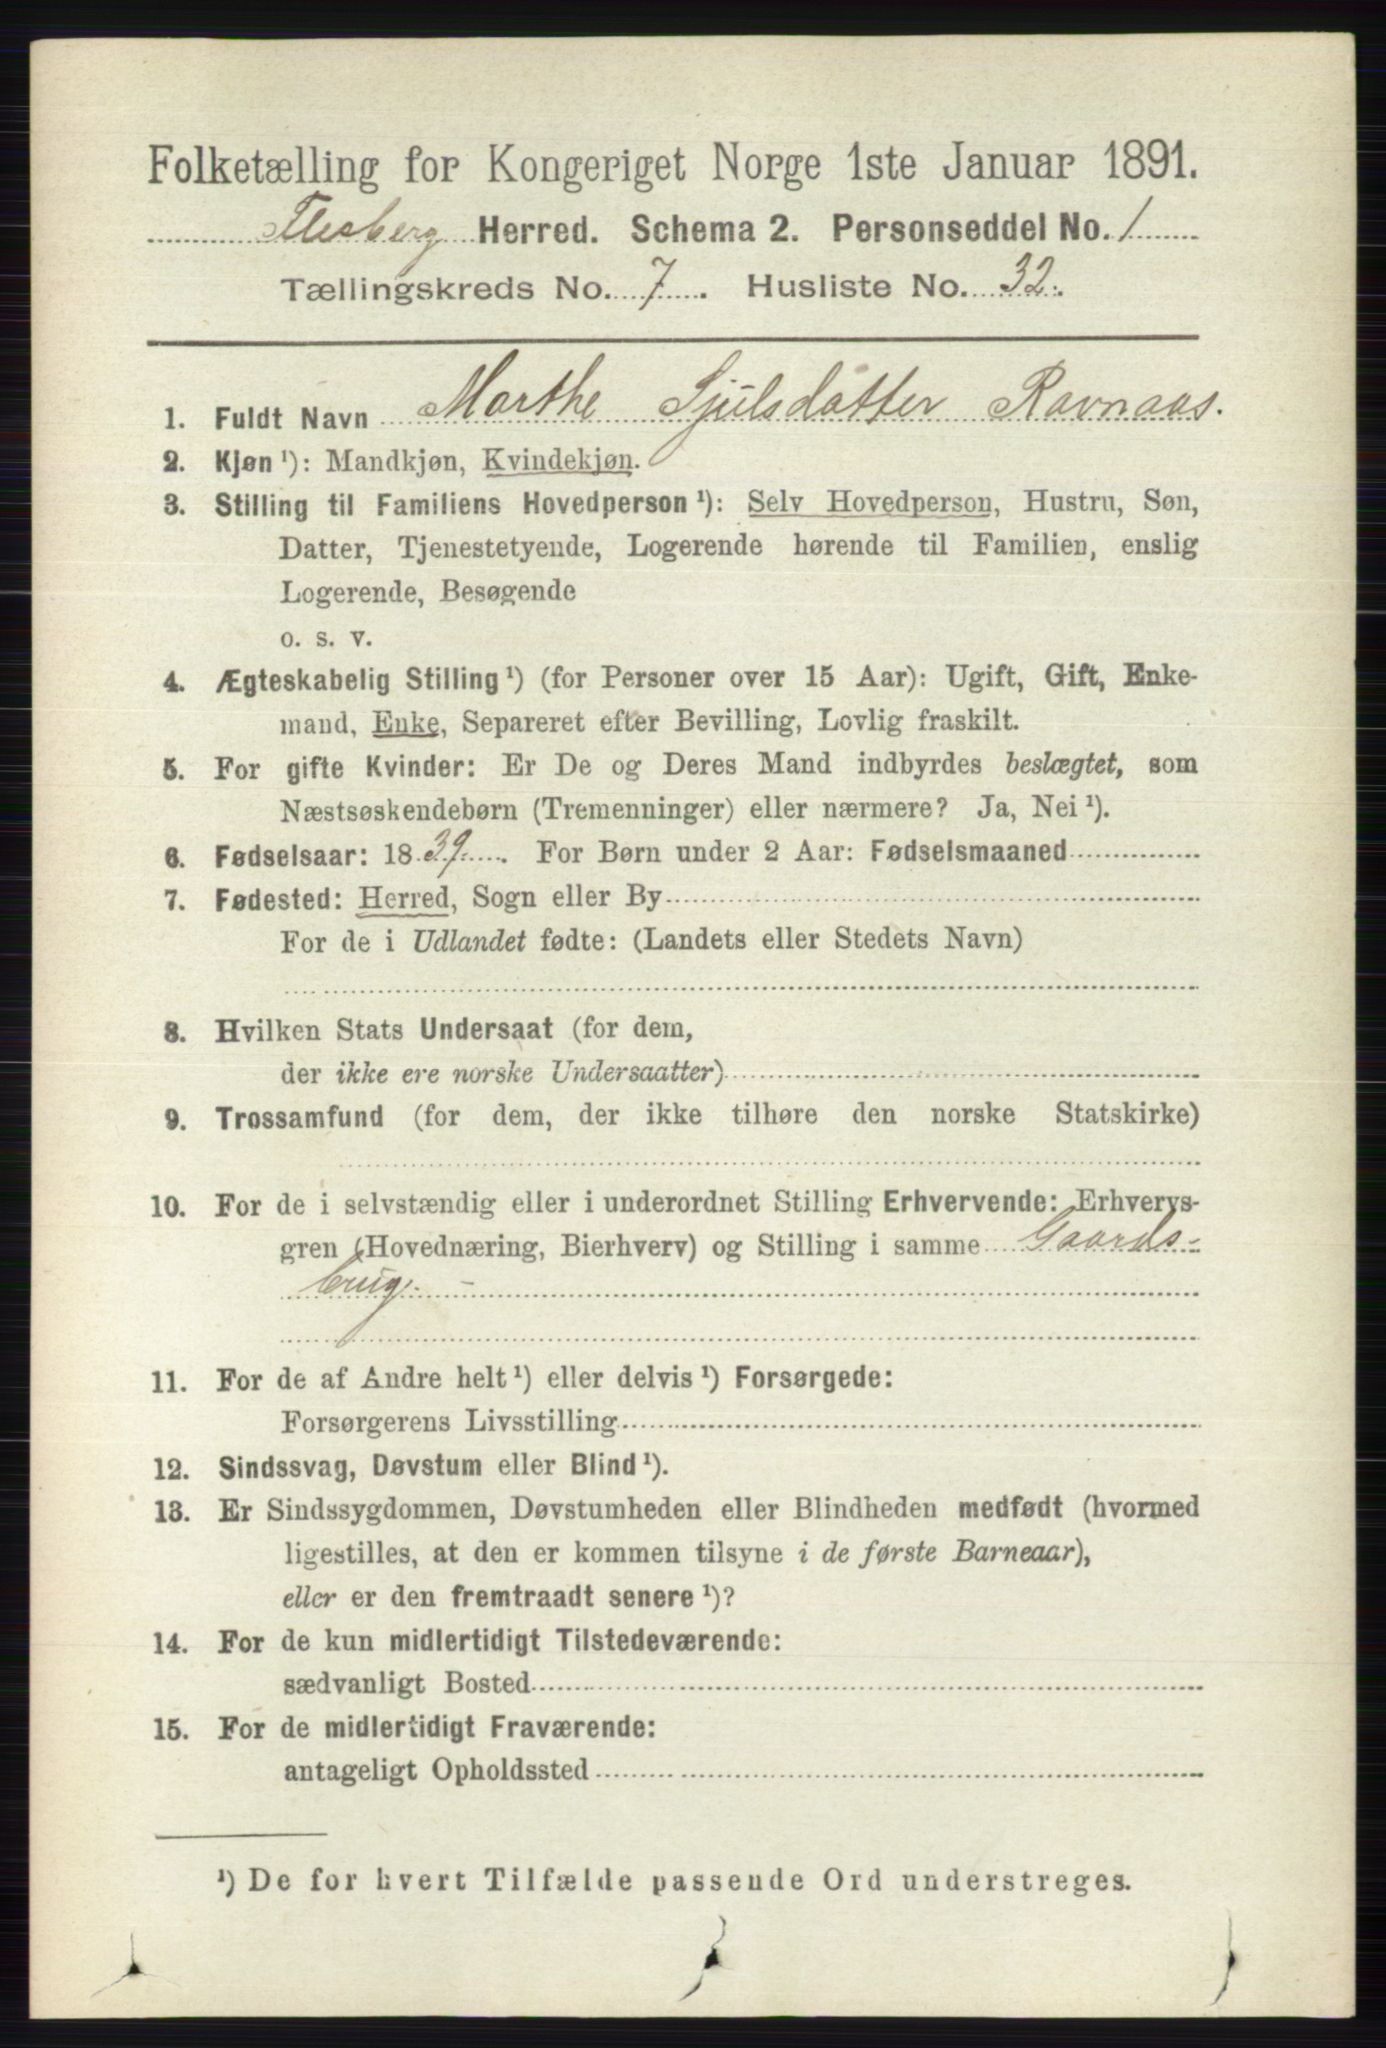 Folketælling for Kongeriget Norge 1ste Januar 1891.
Flesberg Herred. Schema 2. Personseddel No. 1
Tællingskreds No. 7. Husliste No. 32.
1. Fuldt Navn Marthe Sjulsdatter Ravnaas.
2. Kjøn ¹): Mandkjøn, Kvindekjøn.
3. Stilling til Familiens Hovedperson ¹): Selv Hovedperson, Hustru, Søn,
Datter, Tjenestetyende, Logerende hørende til Familien, enslig
Logerende, Besøgende
o. s. v.
4. Ægteskabelig Stilling ¹) (for Personer over 15 Aar): Ugift, Gift, Enke-
mand, Enke, Separeret efter Bevilling, Lovlig fraskilt.
5. For gifte Kvinder: Er De og Deres Mand indbyrdes beslægtet, som
Næstsøskendebørn (Tremenninger) eller nærmere? Ja, Nei ¹).
6. Fødselsaar: 1839. For Børn under 2 Aar: Fødselsmaaned
7. Fødested: Herred, Sogn eller By
For de i Udlandet fødte: (Landets eller Stedets Navn)
8. Hvilken Stats Undersaat (for dem,
der ikke ere norske Undersaatter)
9. Trossamfund (for dem, der ikke tilhøre den norske Statskirke)
10. For de i selvstændig eller i underordnet Stilling Erhvervende: Erhvervs-
gren (Hovednæring, Bierhverv) og Stilling i samme Gaards-
brug. -
11. For de af Andre helt ¹) eller delvis ¹) Forsørgede:
Forsørgerens Livsstilling
12. Sindssvag, Døvstum eller Blind ¹).
13. Er Sindssygdommen, Døvstumheden eller Blindheden medfødt (hvormed
ligestilles, at den er kommen tilsyne i de første Barneaar),
eller er den fremtraadt senere ¹)?
14. For de kun midlertidigt Tilstedeværende:
sædvanligt Bosted
15. For de midlertidigt Fraværende:
antageligt Opholdssted
¹) De for hvert Tilfælde passende Ord understreges.